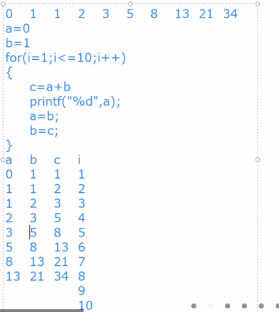 0 1 1 2 3 5 8 13 21 34
a=0
b=1
for(i=1;i<=10;i++)
{
c=a+b
printf("%d",a);
a=b;
b=c;
}
a b c i
0 1 1 1
1 1 2 2
1 2 3 3
2 3 5 4
3 5 8 5
5 8 13 6
8 13 21 7
13 21 34 8
9
10